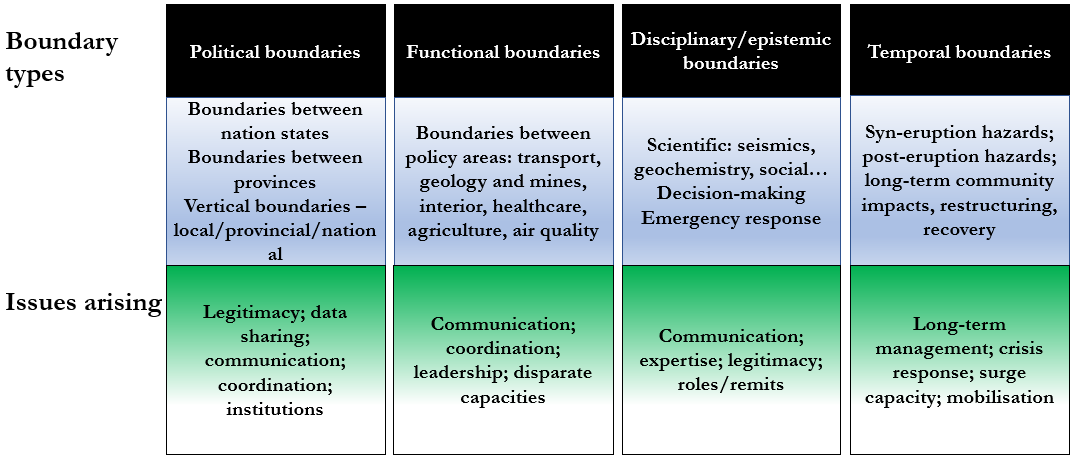 Boundary
types
Political boundaries
Functional boundaries
Disciplinary/epistemic
boundaries
Temporal boundaries
Boundaries between
nation states
Boundaries between
provinces
Vertical boundaries –
local/provincial/nation
al
Boundaries between
policy areas: transport,
geology and mines,
interior, healthcare,
agriculture, air quality
Scientific: seismics,
geochemistry, social…
Decision-making
Emergency response
Syn-eruption hazards;
post-eruption hazards;
long-term community
impacts, restructuring,
recovery
Issues arising
Legitimacy; data
sharing;
communication;
coordination;
institutions
Communication;
coordination;
leadership; disparate
capacities
Communication;
expertise; legitimacy;
roles/remits
Long-term
management; crisis
response; surge
capacity; mobilisation